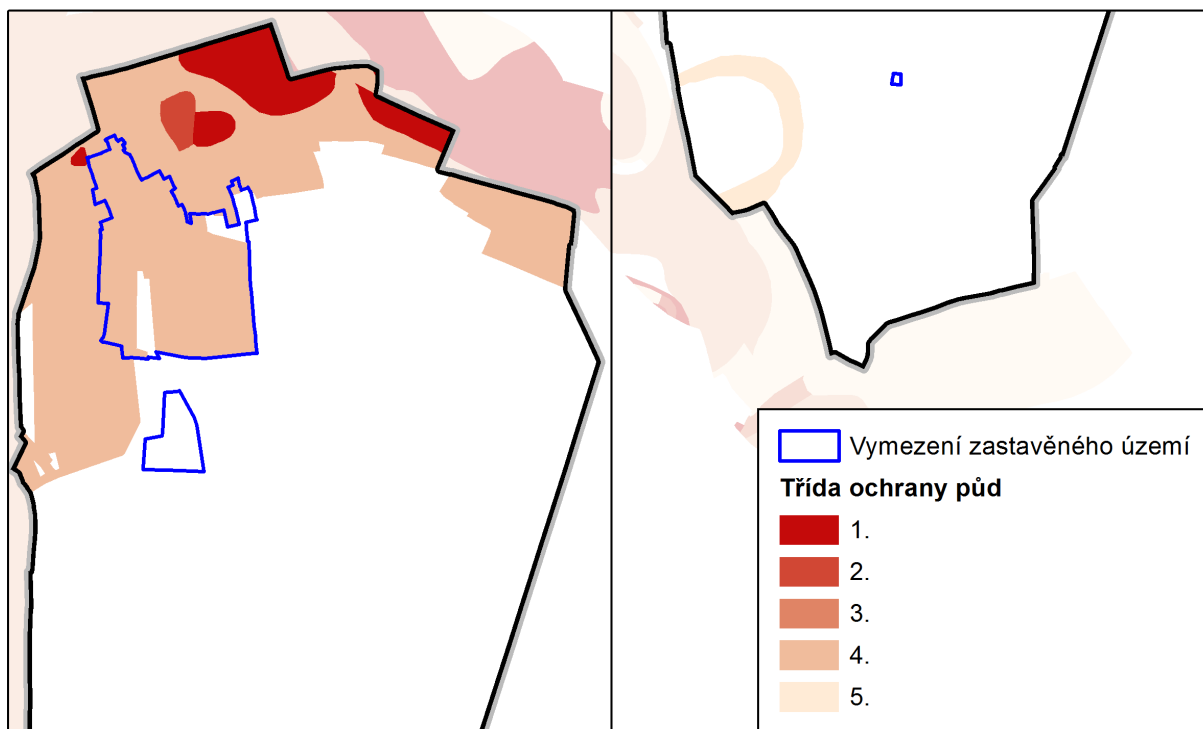 Vymezení zastavěného území
Třída ochrany půd
1.
2.
3.
4.
5.